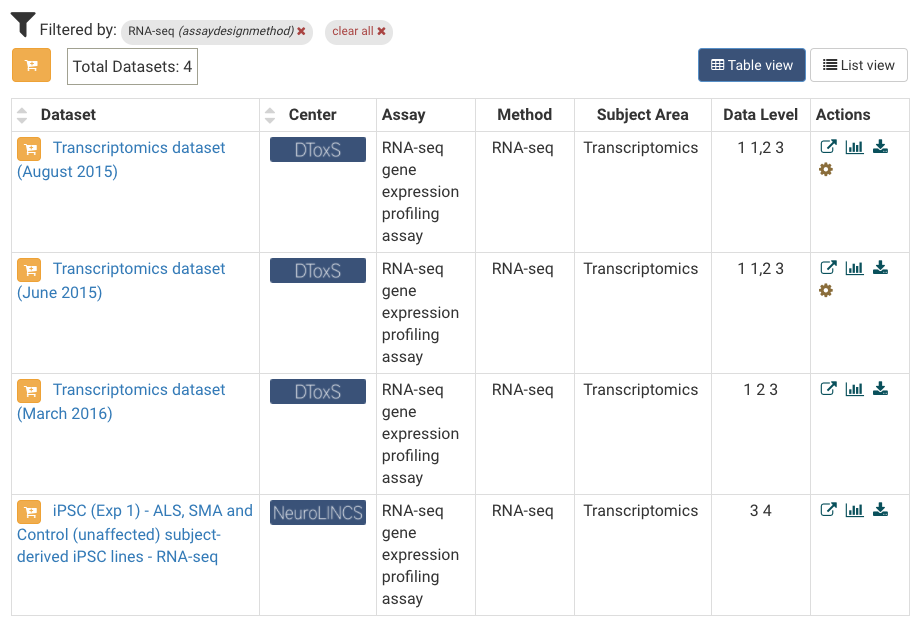 Filtered by: RNA-seq (assaydesignmethod) ✖ clear all ✖
Total Datasets: 4
Table view
List view
Dataset Center Assay Method Subject Area Data Level Actions
Transcriptomics dataset DToxS RNA-seq RNA-seq Transcriptomics 1 1,2 3
(August 2015) gene
expression
profiling
assay
Transcriptomics dataset DToxS RNA-seq RNA-seq Transcriptomics 1 1,2 3
(June 2015) gene
expression
profiling
assay
Transcriptomics dataset DToxS RNA-seq RNA-seq Transcriptomics 1 2 3
(March 2016) gene
expression
profiling
assay
iPSC (Exp 1) - ALS, SMA and NeuroLINCS RNA-seq RNA-seq Transcriptomics 3 4
Control (unaffected) subject- gene
derived iPSC lines - RNA-seq expression
profiling
assay